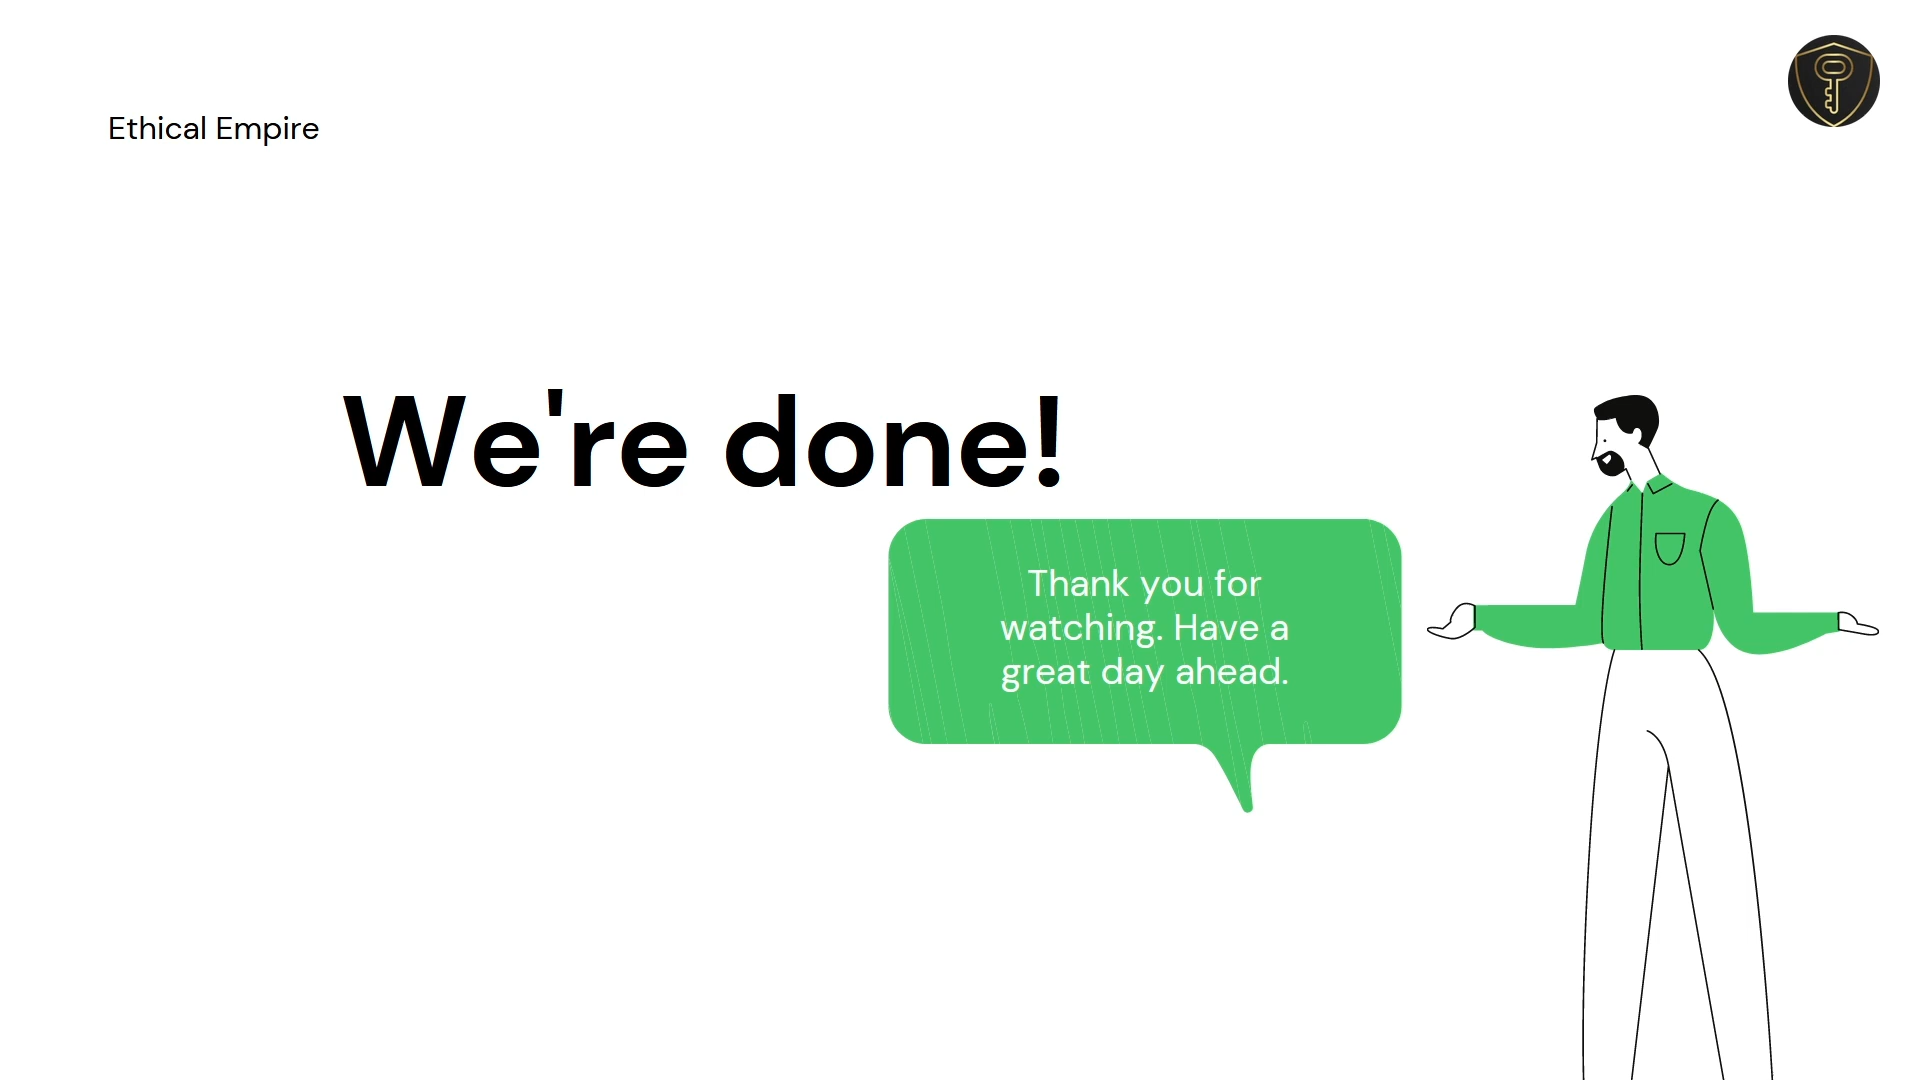 Ethical Empire
We're done!
Thank you for
watching. Have a
great day ahead.